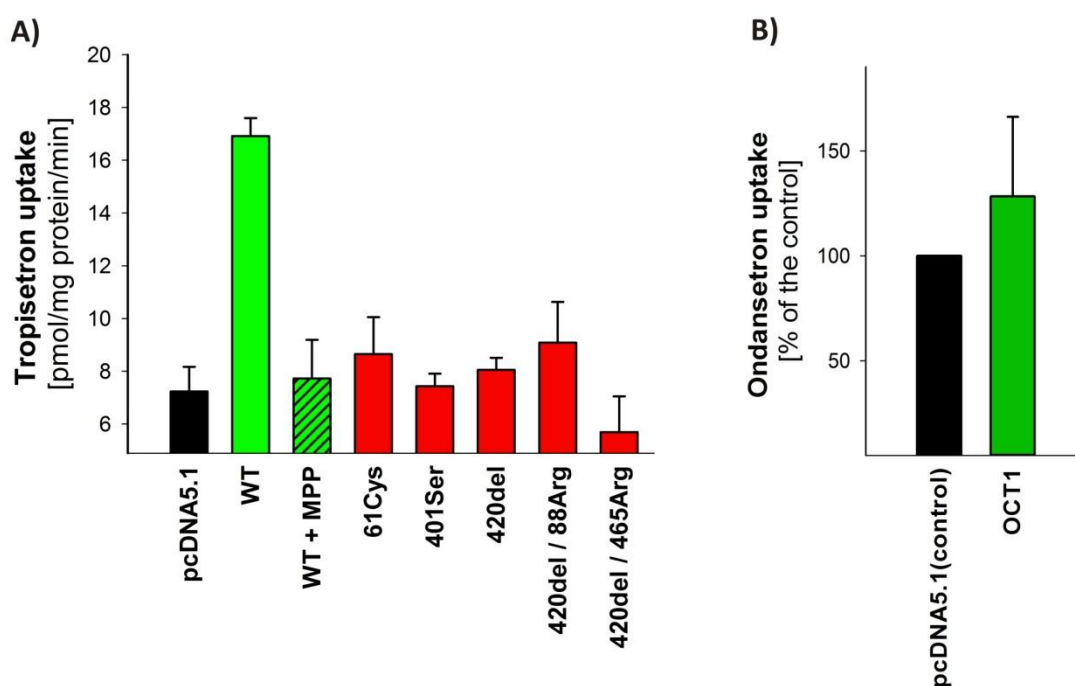 A)
Tropisetron uptake
[pmol/mg protein/min]
20
18
16
14
12
10
8
6
pcDNA5.1
WT
WT + MPP
61Cys
401Ser
420del
420del / 88Arg
420del / 465Arg
B)
Ondansetron uptake
[% of the control]
150
100
50
pcDNA5.1(control)
OCT1